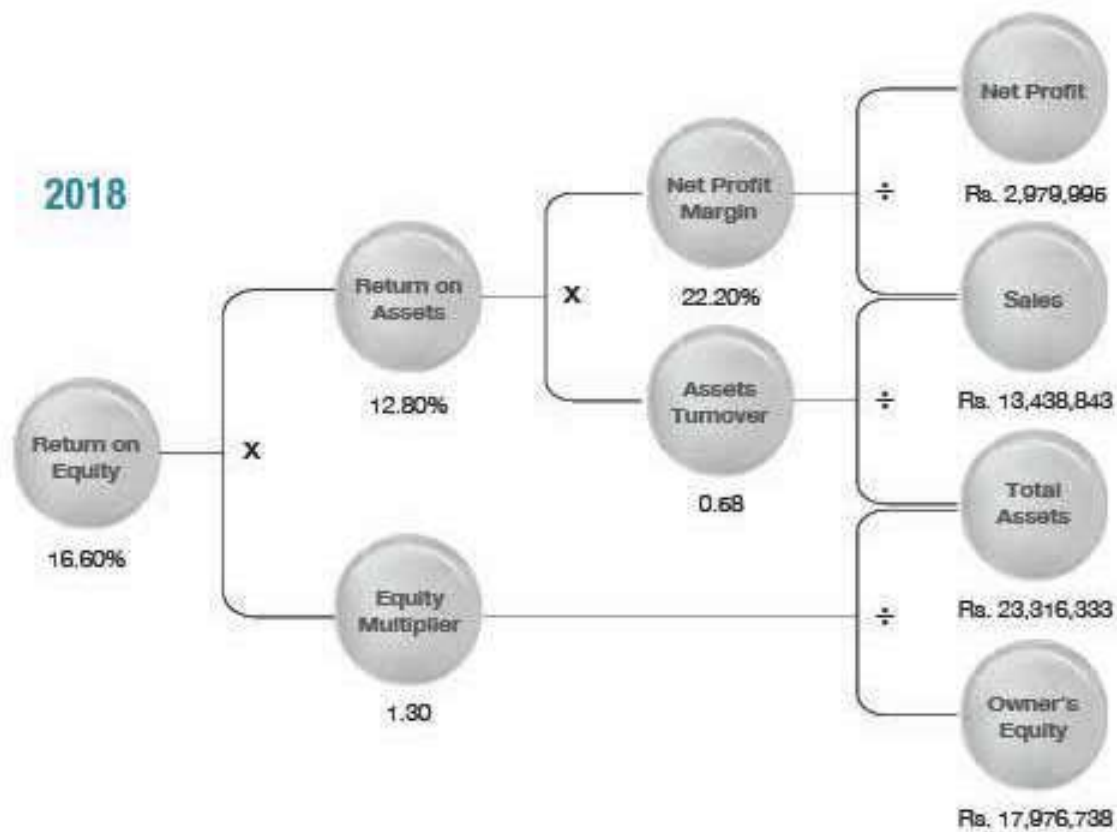 2018
Return on
Equity
16.60%
X
Return on
Assets
12.80%
Equity
Multiplier
1.30
X
Net Profit
Margin
22.20%
Assets
Turnover
0.58
÷
÷
÷
Net Profit
Rs. 2,979,995
Sales
Rs. 13,438,843
Total
Assets
Rs. 23,316,333
Owner's
Equity
Rs. 17,976,738